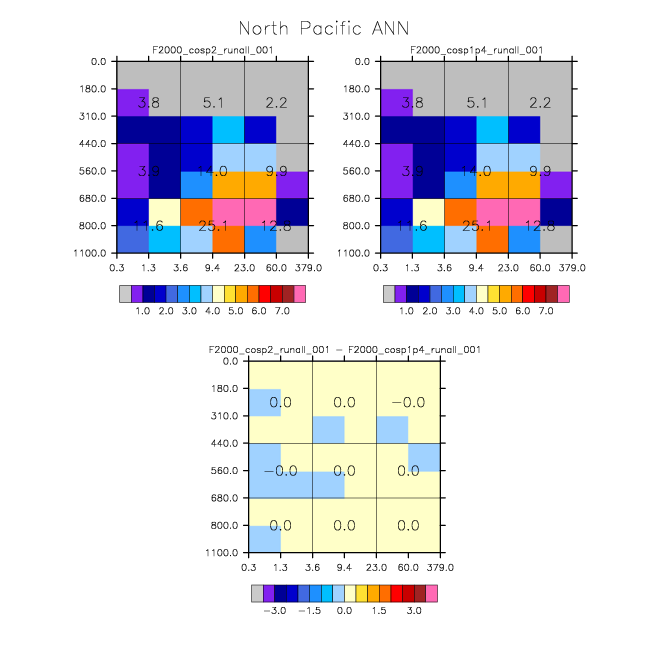 North Pacific ANN
F2000_cosp2_runall_001 F2000_cosp1p4_runall_001
0.0 0.0
180.0 3.8 5.1 2.2 180.0 3.8 5.1 2.2
310.0 310.0
440.0 440.0
560.0 3.9 14.0 9.9 560.0 3.9 14.0 9.9
680.0 680.0
800.0 11.6 25.1 12.8 800.0 11.6 25.1 12.8
1100.0 1100.0
0.3 1.3 3.6 9.4 23.0 60.0 379.0 0.3 1.3 3.6 9.4 23.0 60.0 379.0
1.0 2.0 3.0 4.0 5.0 6.0 7.0 1.0 2.0 3.0 4.0 5.0 6.0 7.0
F2000_cosp2_runall_001 − F2000_cosp1p4_runall_001
0.0
180.0
0.0 0.0 −0.0
310.0
440.0
560.0 −0.0 0.0 0.0
680.0
800.0 0.0 0.0 0.0
1100.0
0.3 1.3 3.6 9.4 23.0 60.0 379.0
−3.0 −1.5 0.0 1.5 3.0